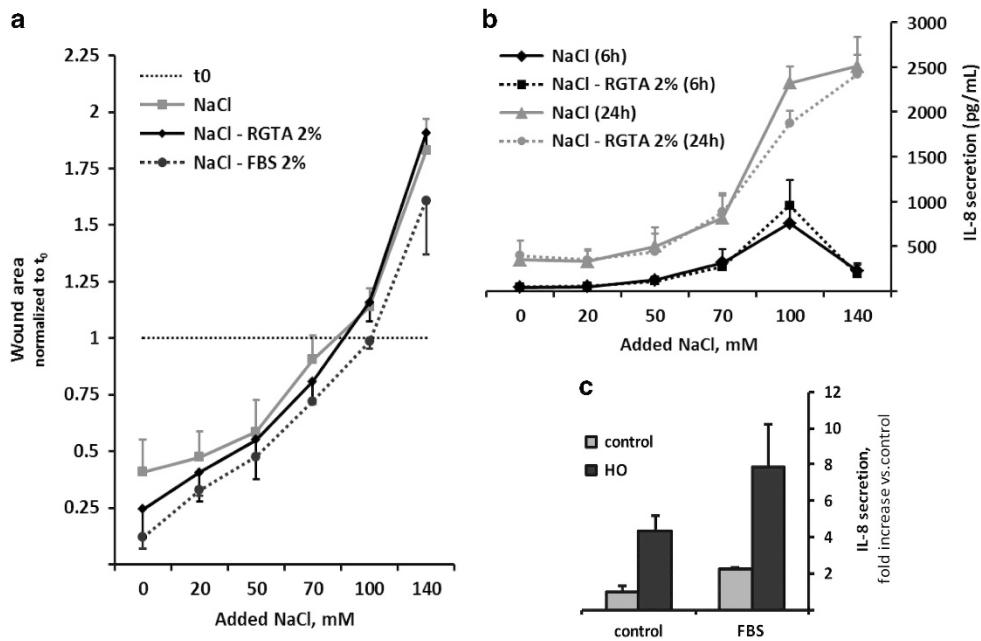 a
2.25
2
1.75
1.5
1.25
1
0.75
0.5
0.25
Wound area
normalized to t₀
t0
NaCl
NaCl - RGTA 2%
NaCl - FBS 2%
0 20 50 70 100 140
Added NaCl, mM
b
NaCl (6h)
NaCl - RGTA 2% (6h)
NaCl (24h)
NaCl - RGTA 2% (24h)
3000
2500
2000
1500
1000
500
IL-8 secretion (pg/mL)
0 20 50 70 100 140
Added NaCl, mM
c
control
HO
12
10
8
6
4
2
IL-8 secretion,
fold increase vs.control
control FBS